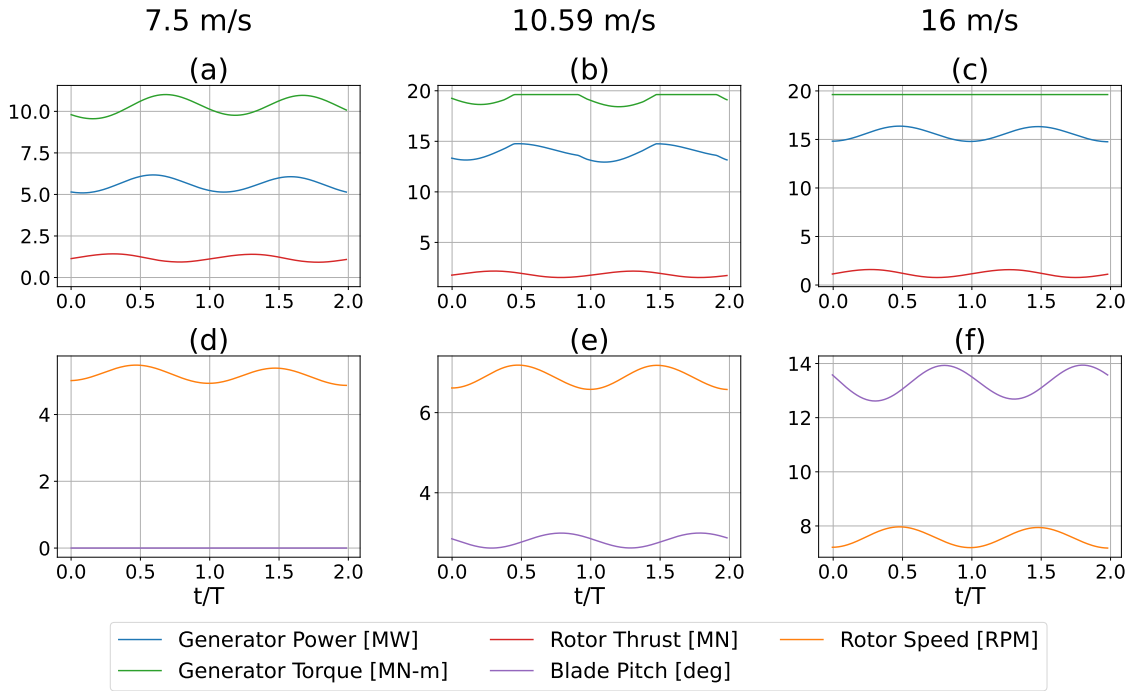 7.5 m/s 10.59 m/s 16 m/s
(a) (b) (c)
10.0
7.5
5.0
2.5
0.0
0.0 0.5 1.0 1.5 2.0
20
15
10
5
0.0 0.5 1.0 1.5 2.0
20
15
10
5
0
0.0 0.5 1.0 1.5 2.0
(d) (e) (f)
4
2
0
0.0 0.5 1.0 1.5 2.0
t/T
6
4
0.0 0.5 1.0 1.5 2.0
t/T
14
12
10
8
0.0 0.5 1.0 1.5 2.0
t/T
Generator Power [MW] Rotor Thrust [MN] Rotor Speed [RPM]
Generator Torque [MN-m] Blade Pitch [deg]